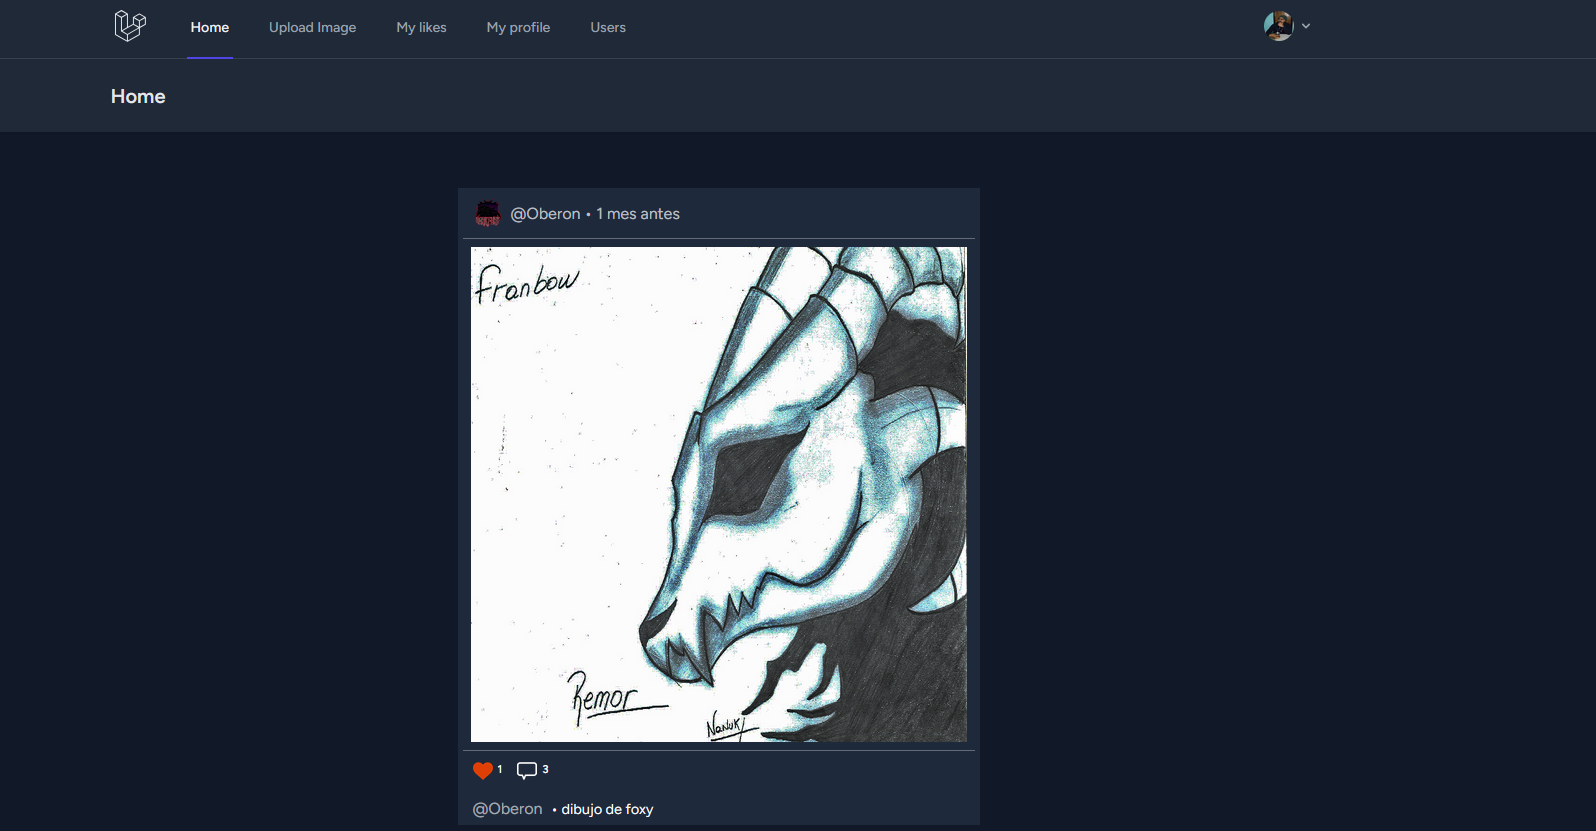 Home Upload Image My likes My profile Users
Home
@Oberon • 1 mes antes
franbow
Remor
Nanuk
1 3
@Oberon • dibujo de foxy